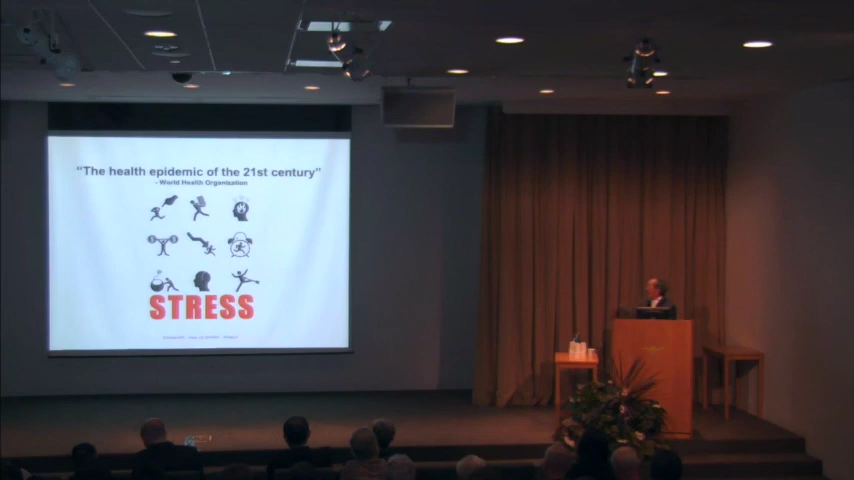 “The health epidemic of the 21st century”
- World Health Organization
STRESS